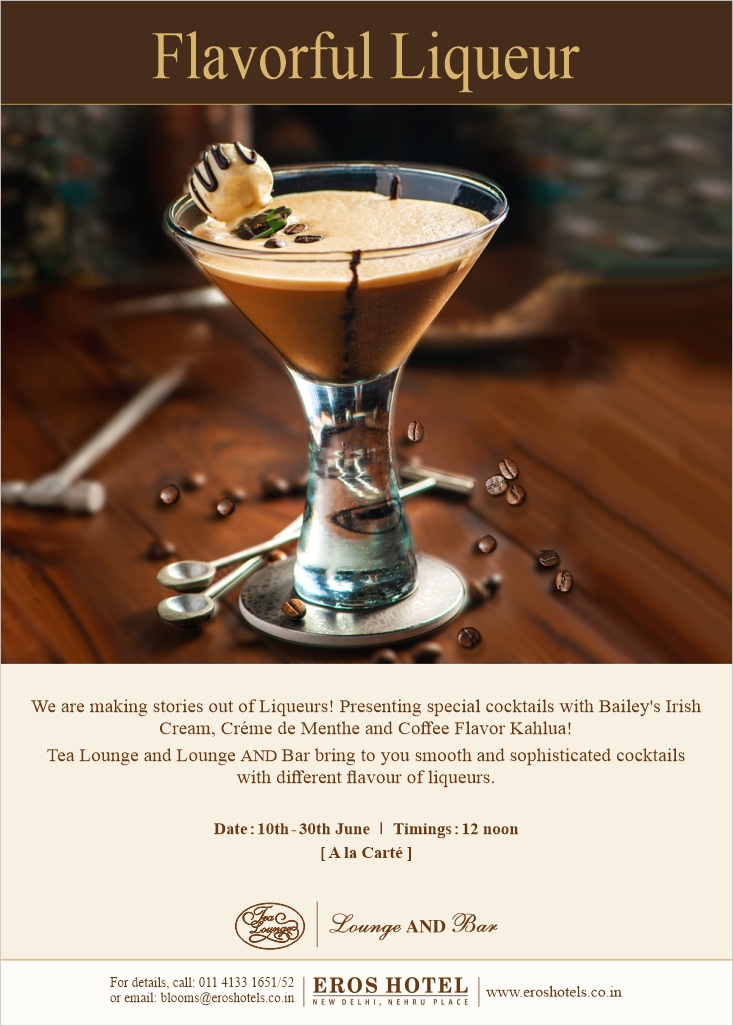 Flavorful Liqueur
We are making stories out of Liqueurs! Presenting special cocktails with Bailey's Irish
Cream, Créme de Menthe and Coffee Flavor Kahlua!
Tea Lounge and Lounge AND Bar bring to you smooth and sophisticated cocktails
with different flavour of liqueurs.
Date : 10th - 30th June | Timings : 12 noon
[ A la Carté ]
Tea
Lounge
Lounge AND Bar
For details, call: 011 4133 1651/52
or email: blooms@eroshotels.co.in
EROS HOTEL
NEW DELHI, NEHRU PLACE
www.eroshotels.co.in